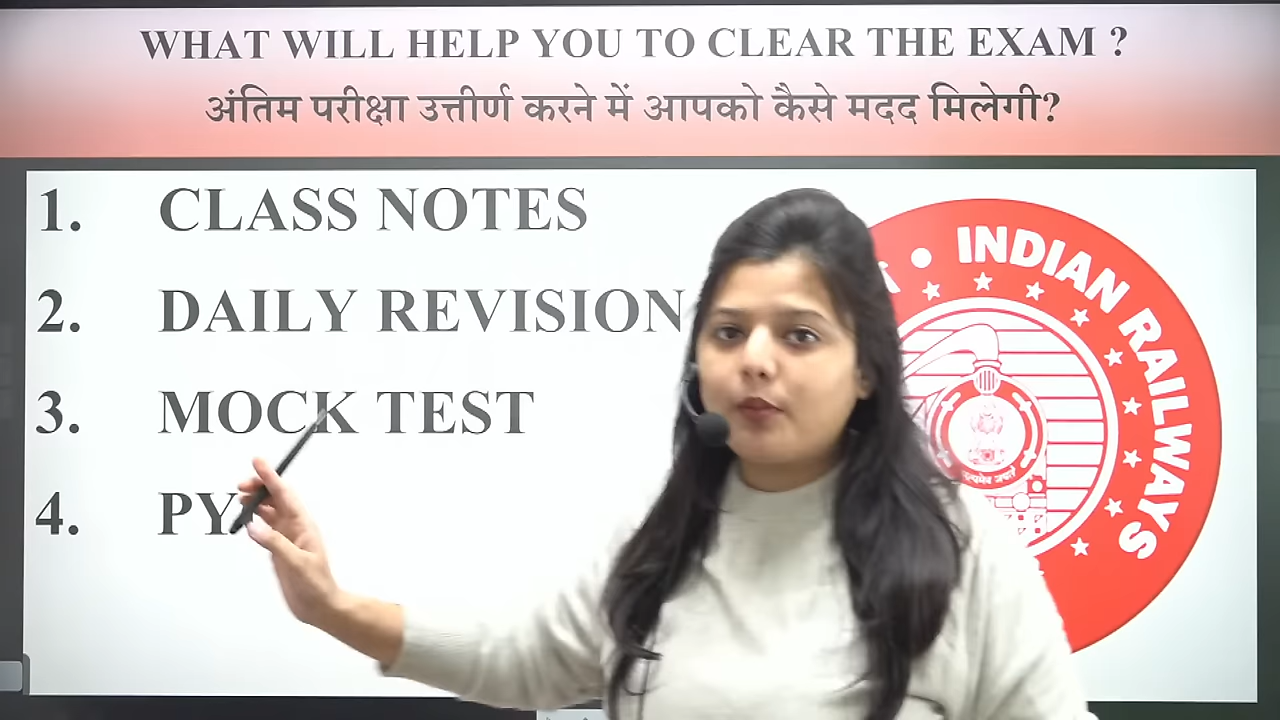 WHAT WILL HELP YOU TO CLEAR THE EXAM ?
अंतिम परीक्षा उत्तीर्ण करने में आपको कैसे मदद मिलेगी?
1. CLASS NOTES
2. DAILY REVISION
3. MOCK TEST
4. PY
INDIAN RAILWAYS